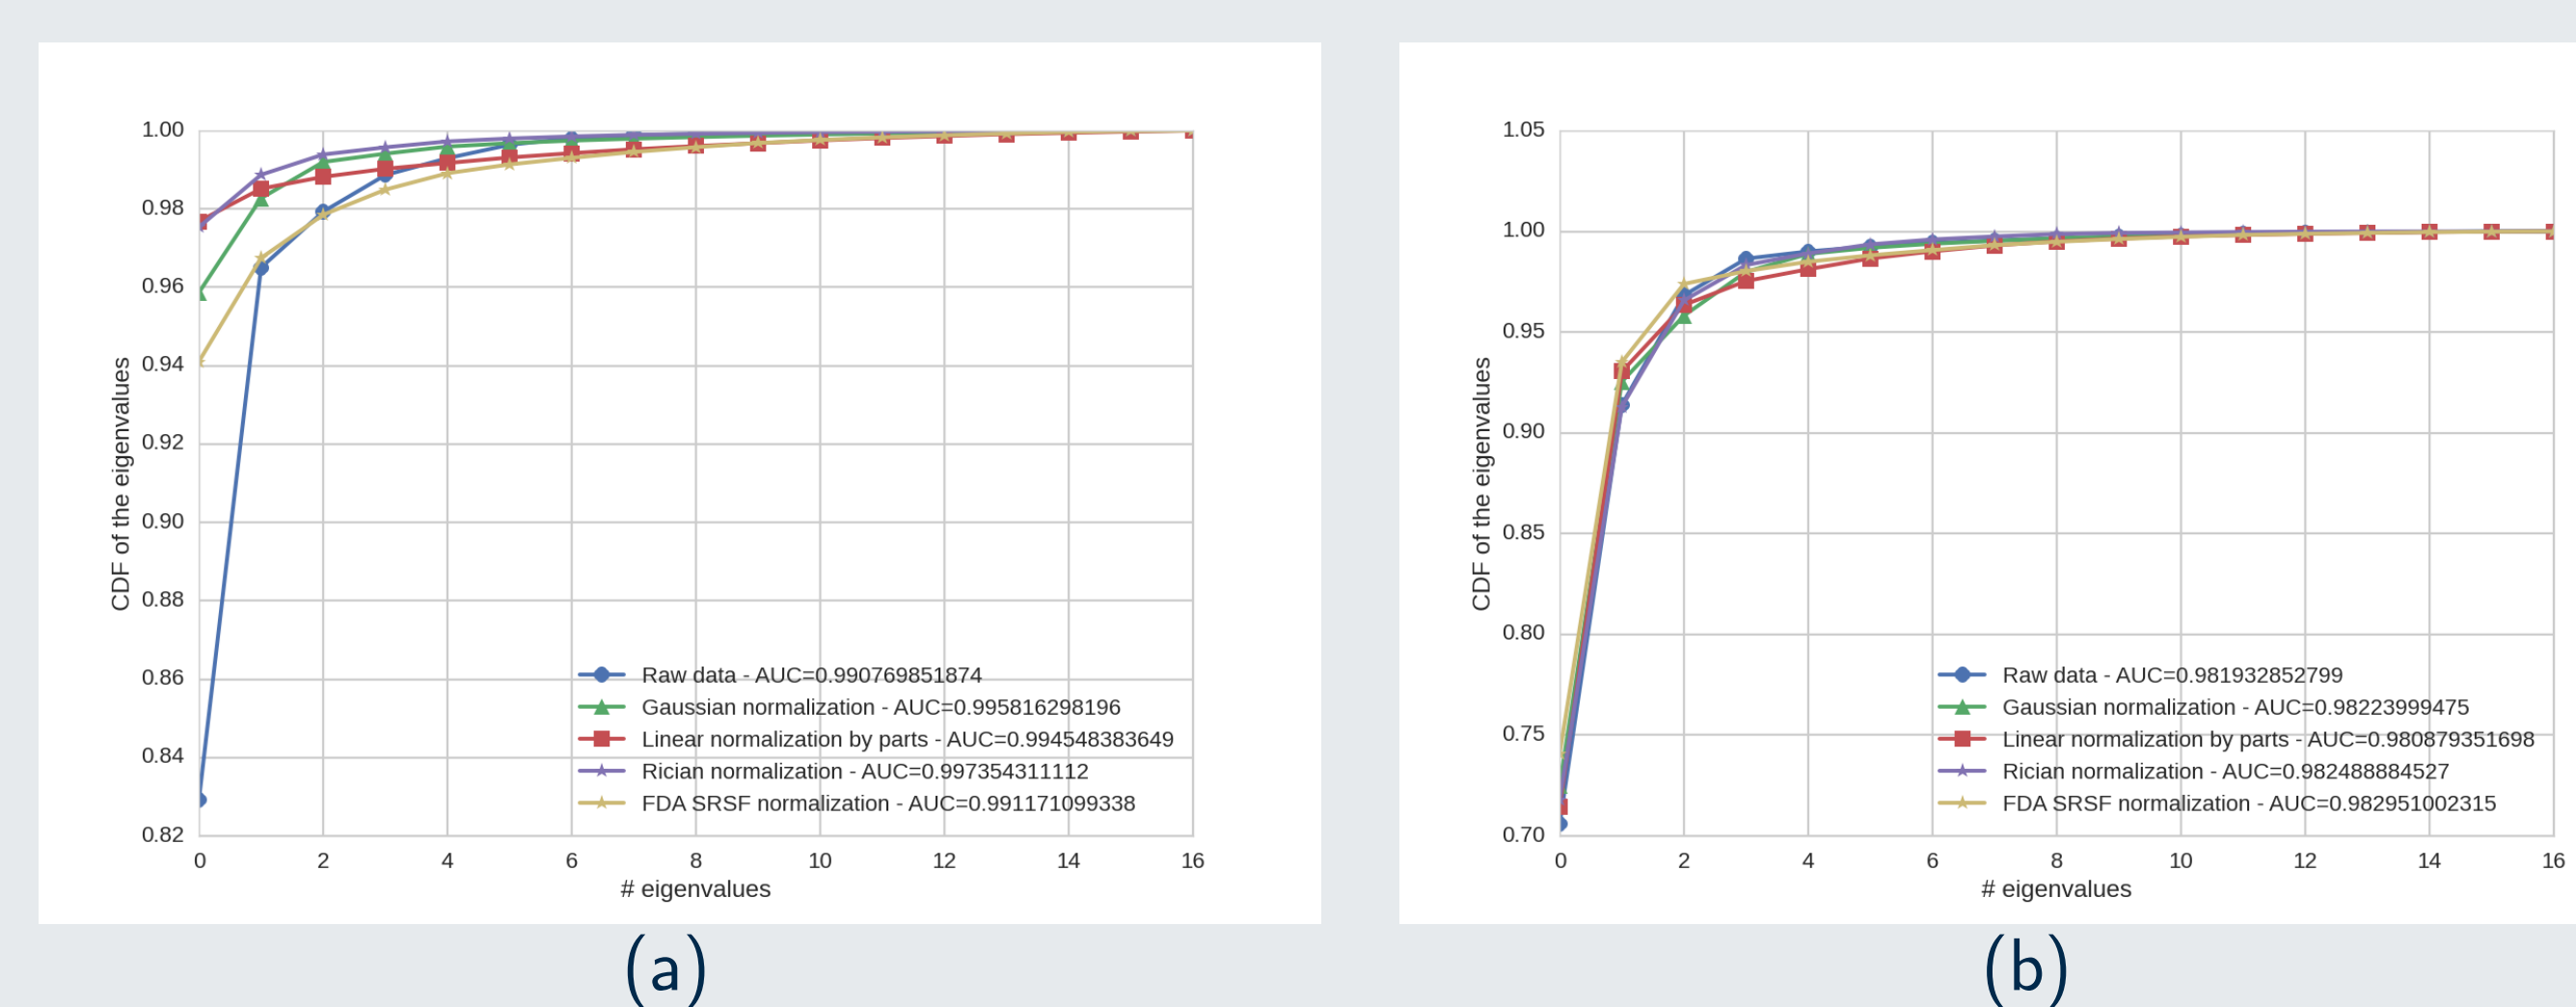 1.00
0.98
0.96
0.94
0.92
0.90
0.88
0.86
0.84
0.82
CDF of the eigenvalues
Raw data - AUC=0.990769851874
Gaussian normalization - AUC=0.995816298196
Linear normalization by parts - AUC=0.994548383649
Rician normalization - AUC=0.997354311112
FDA SRSF normalization - AUC=0.991171099338
0 2 4 6 8 10 12 14 16
# eigenvalues
(a)
1.05
1.00
0.95
0.90
0.85
0.80
0.75
0.70
CDF of the eigenvalues
Raw data - AUC=0.981932852799
Gaussian normalization - AUC=0.98223999475
Linear normalization by parts - AUC=0.980879351698
Rician normalization - AUC=0.982488884527
FDA SRSF normalization - AUC=0.982951002315
0 2 4 6 8 10 12 14 16
# eigenvalues
(b)